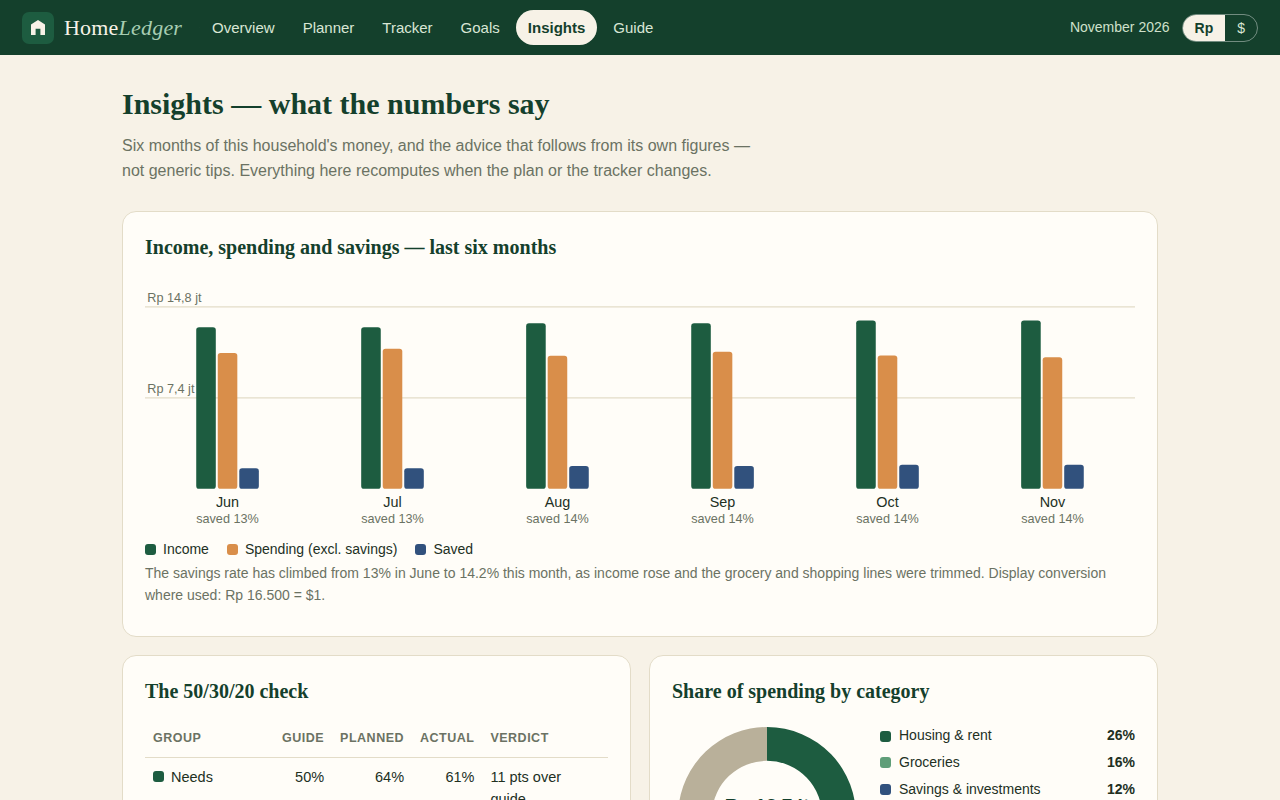 HomeLedger Overview Planner Tracker Goals Insights Guide November 2026 Rp $
Insights — what the numbers say
Six months of this household's money, and the advice that follows from its own figures —
not generic tips. Everything here recomputes when the plan or the tracker changes.
Income, spending and savings — last six months
Rp 14,8 jt
Rp 7,4 jt
Jun Jul Aug Sep Oct Nov
saved 13% saved 13% saved 14% saved 14% saved 14% saved 14%
Income Spending (excl. savings) Saved
The savings rate has climbed from 13% in June to 14.2% this month, as income rose and the grocery and shopping lines were trimmed. Display conversion
where used: Rp 16.500 = $1.
The 50/30/20 check
GROUP GUIDE PLANNED ACTUAL VERDICT
Needs 50% 64% 61% 11 pts over
guide
Share of spending by category
Housing & rent 26%
Groceries 16%
Savings & investments 12%